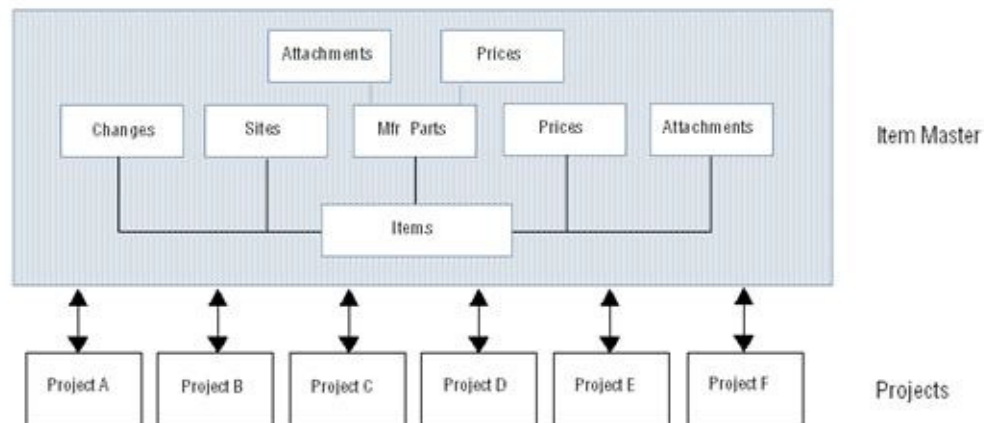 Attachments
Prices
Changes
Sites
Mfr Parts
Prices
Attachments
Item Master
Items
Project A
Project B
Project C
Project D
Project E
Project F
Projects